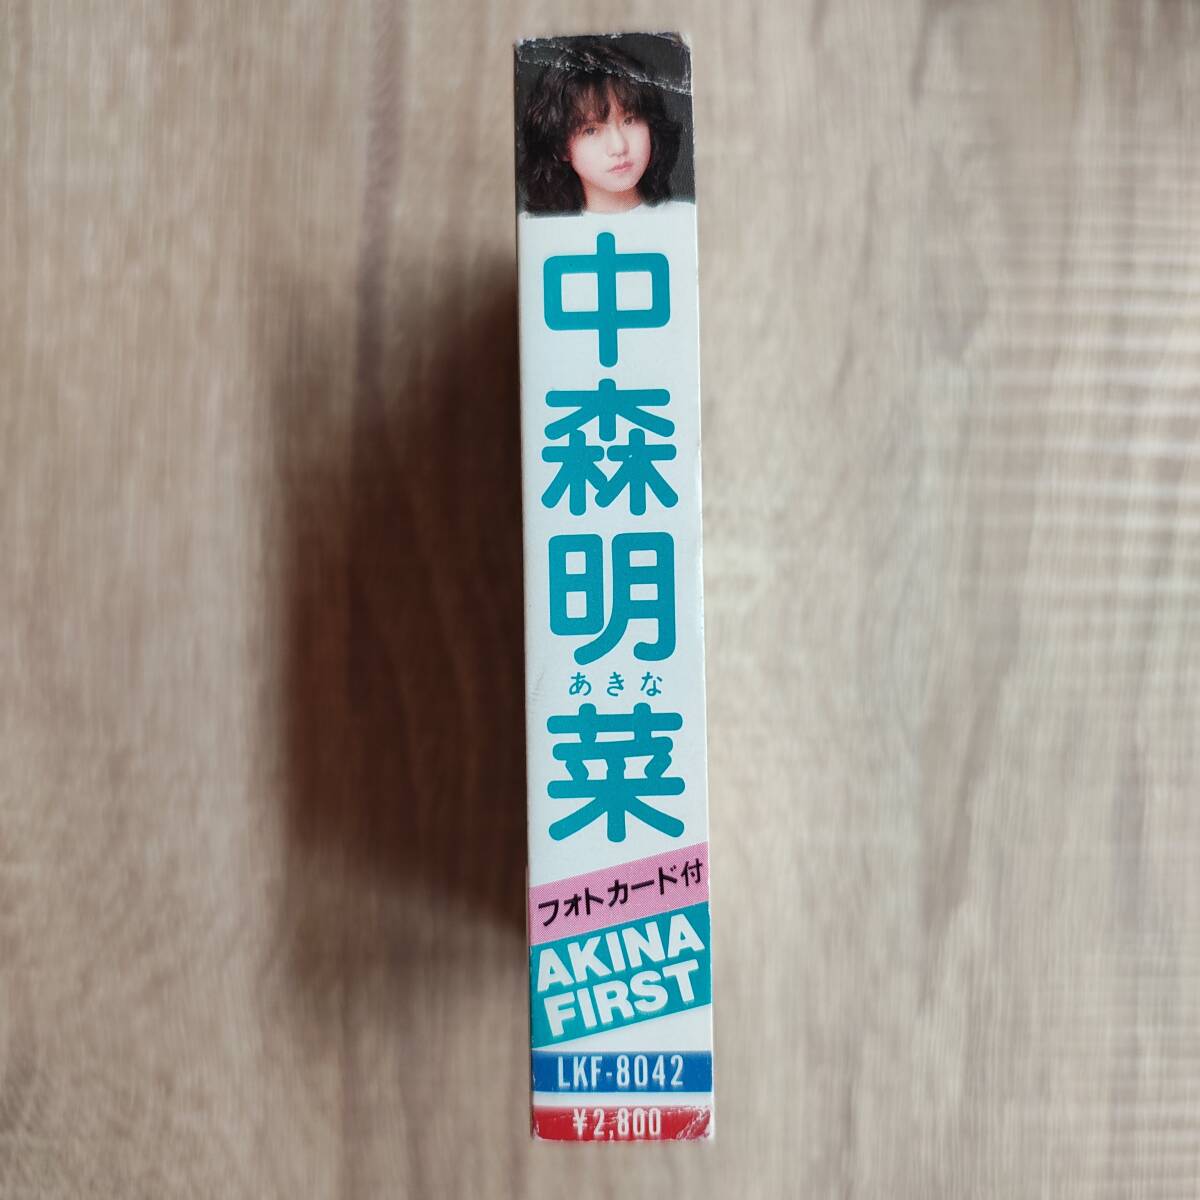 中森明菜
あきな
フォトカード付
AKINA
FIRST
LKF-8042
¥2,800